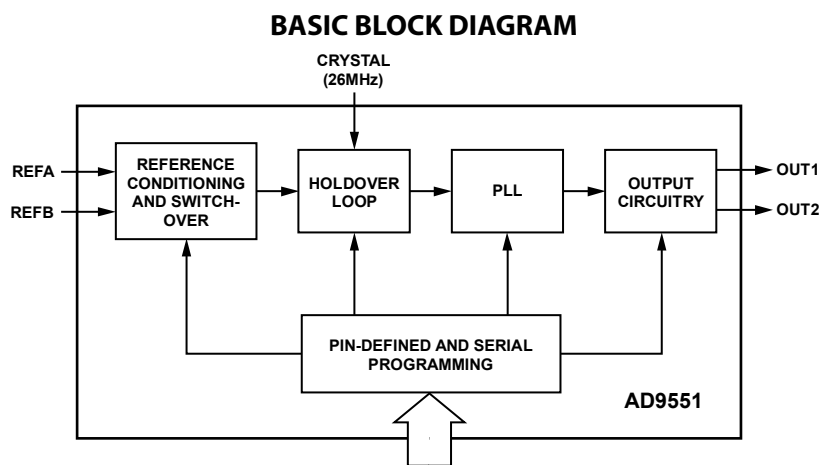 BASIC BLOCK DIAGRAM
CRYSTAL
(26MHz)
REFA
REFB
REFERENCE
CONDITIONING
AND SWITCH-
OVER
HOLDOVER
LOOP
PLL
OUTPUT
CIRCUITRY
OUT1
OUT2
PIN-DEFINED AND SERIAL
PROGRAMMING
AD9551